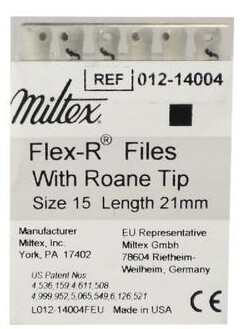 REF 012-14004
Miltex
Flex-R® Files
With Roane Tip
Size 15 Length 21mm
Manufacturer
Miltex, Inc.
York, PA 17402
EU Representative
Miltex Gmbh
78604 Rietheim-
Weilheim, Germany
US Patent Nos.
4,536,159 4,611,508
4,999,952,5,065,549,6,126,521
L012-14004FEU Made in USA
CE